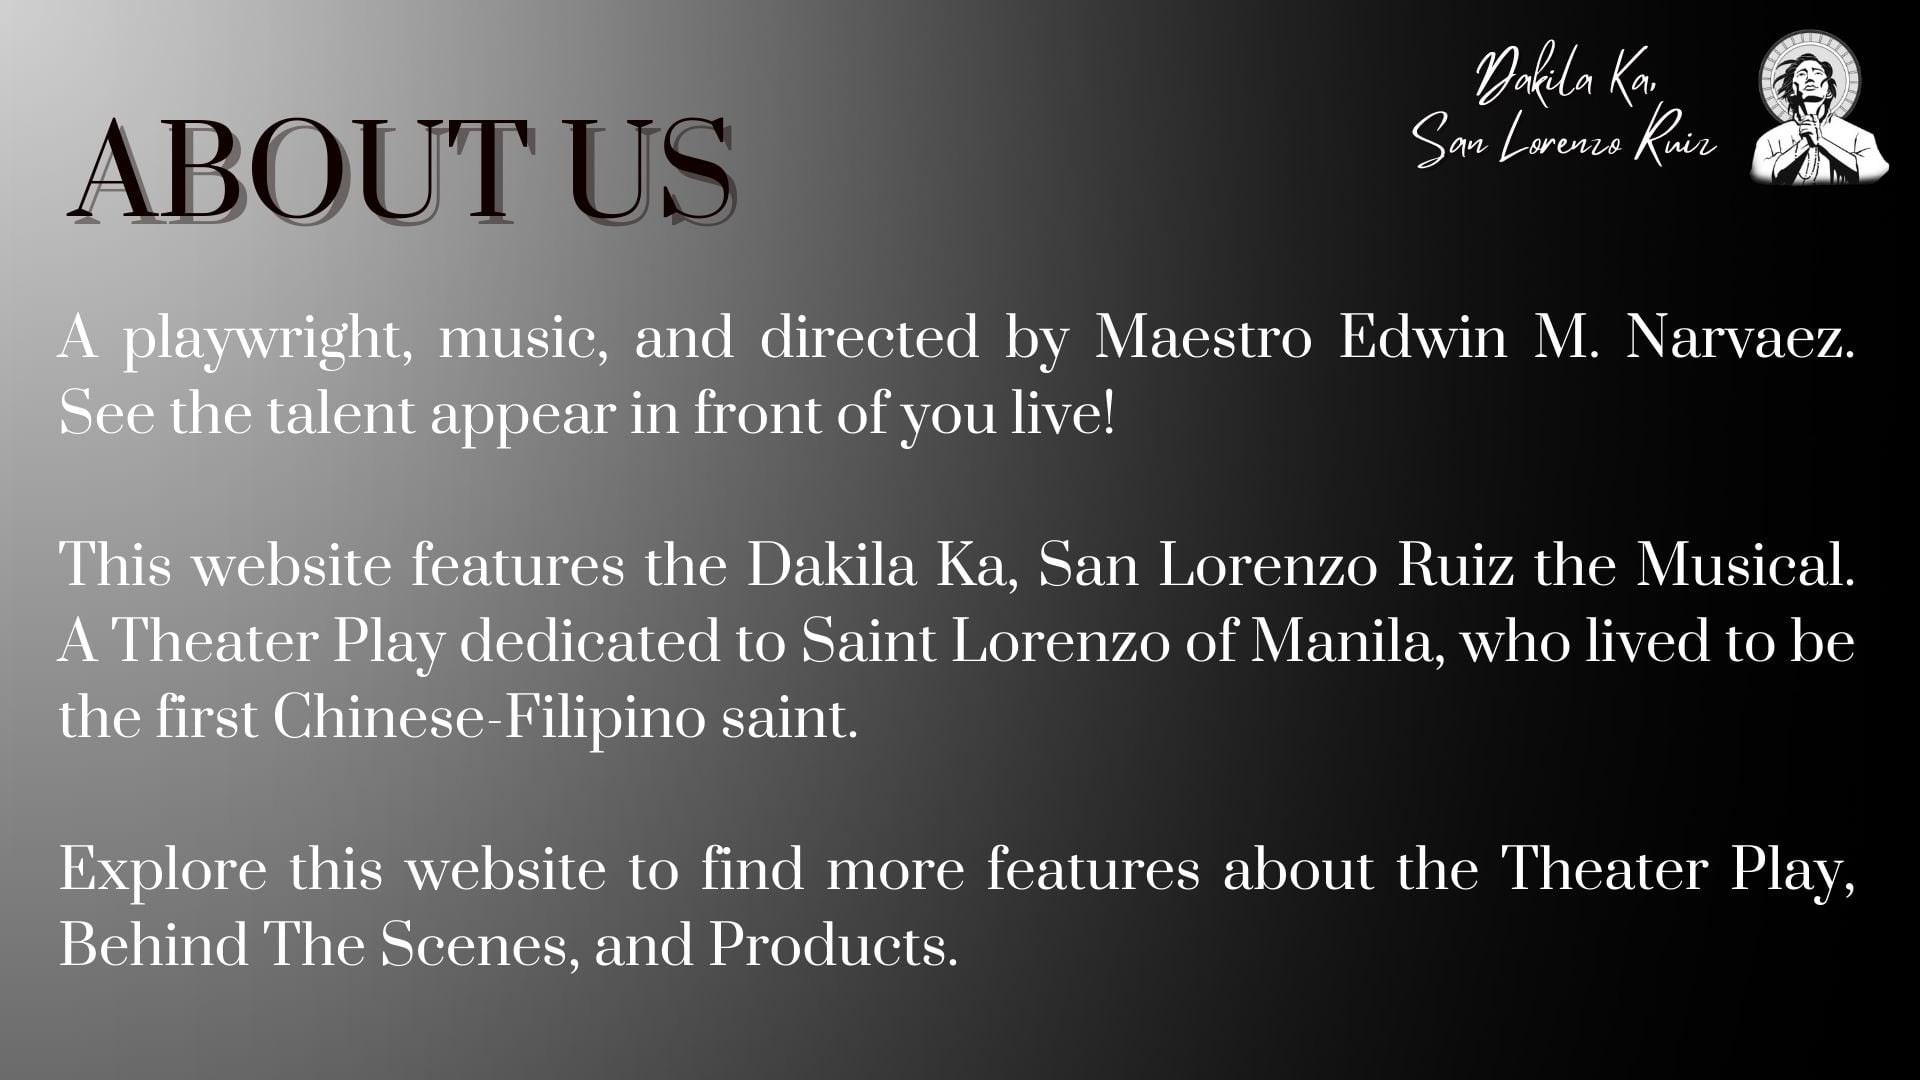 Dakila Ka,
San Lorenzo Ruiz
ABOUT US
A playwright, music, and directed by Maestro Edwin M. Narvaez.
See the talent appear in front of you live!
This website features the Dakila Ka, San Lorenzo Ruiz the Musical.
A Theater Play dedicated to Saint Lorenzo of Manila, who lived to be
the first Chinese-Filipino saint.
Explore this website to find more features about the Theater Play,
Behind The Scenes, and Products.